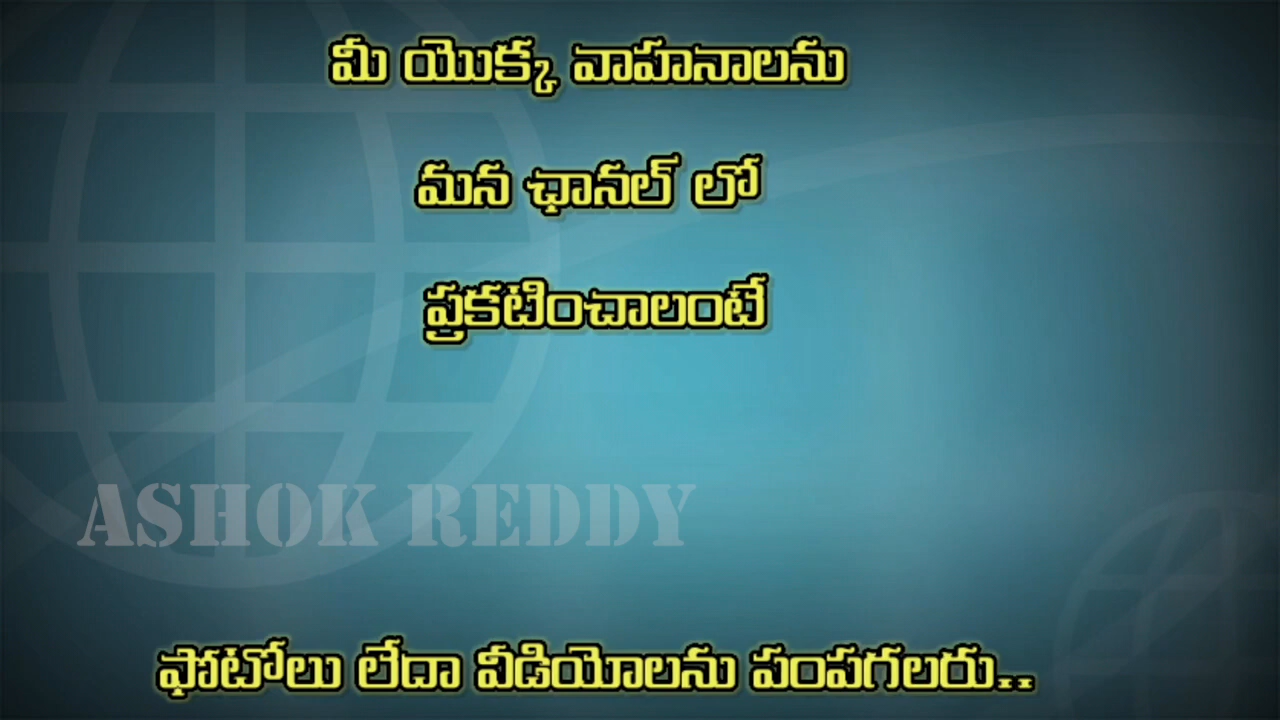 మీ యొక్క వాహనాలను
మన ఛానల్ లో
ప్రకటించాలంటే
ASHOK REDDY
ఫోటోలు లేదా వీడియోలను పంపగలరు..